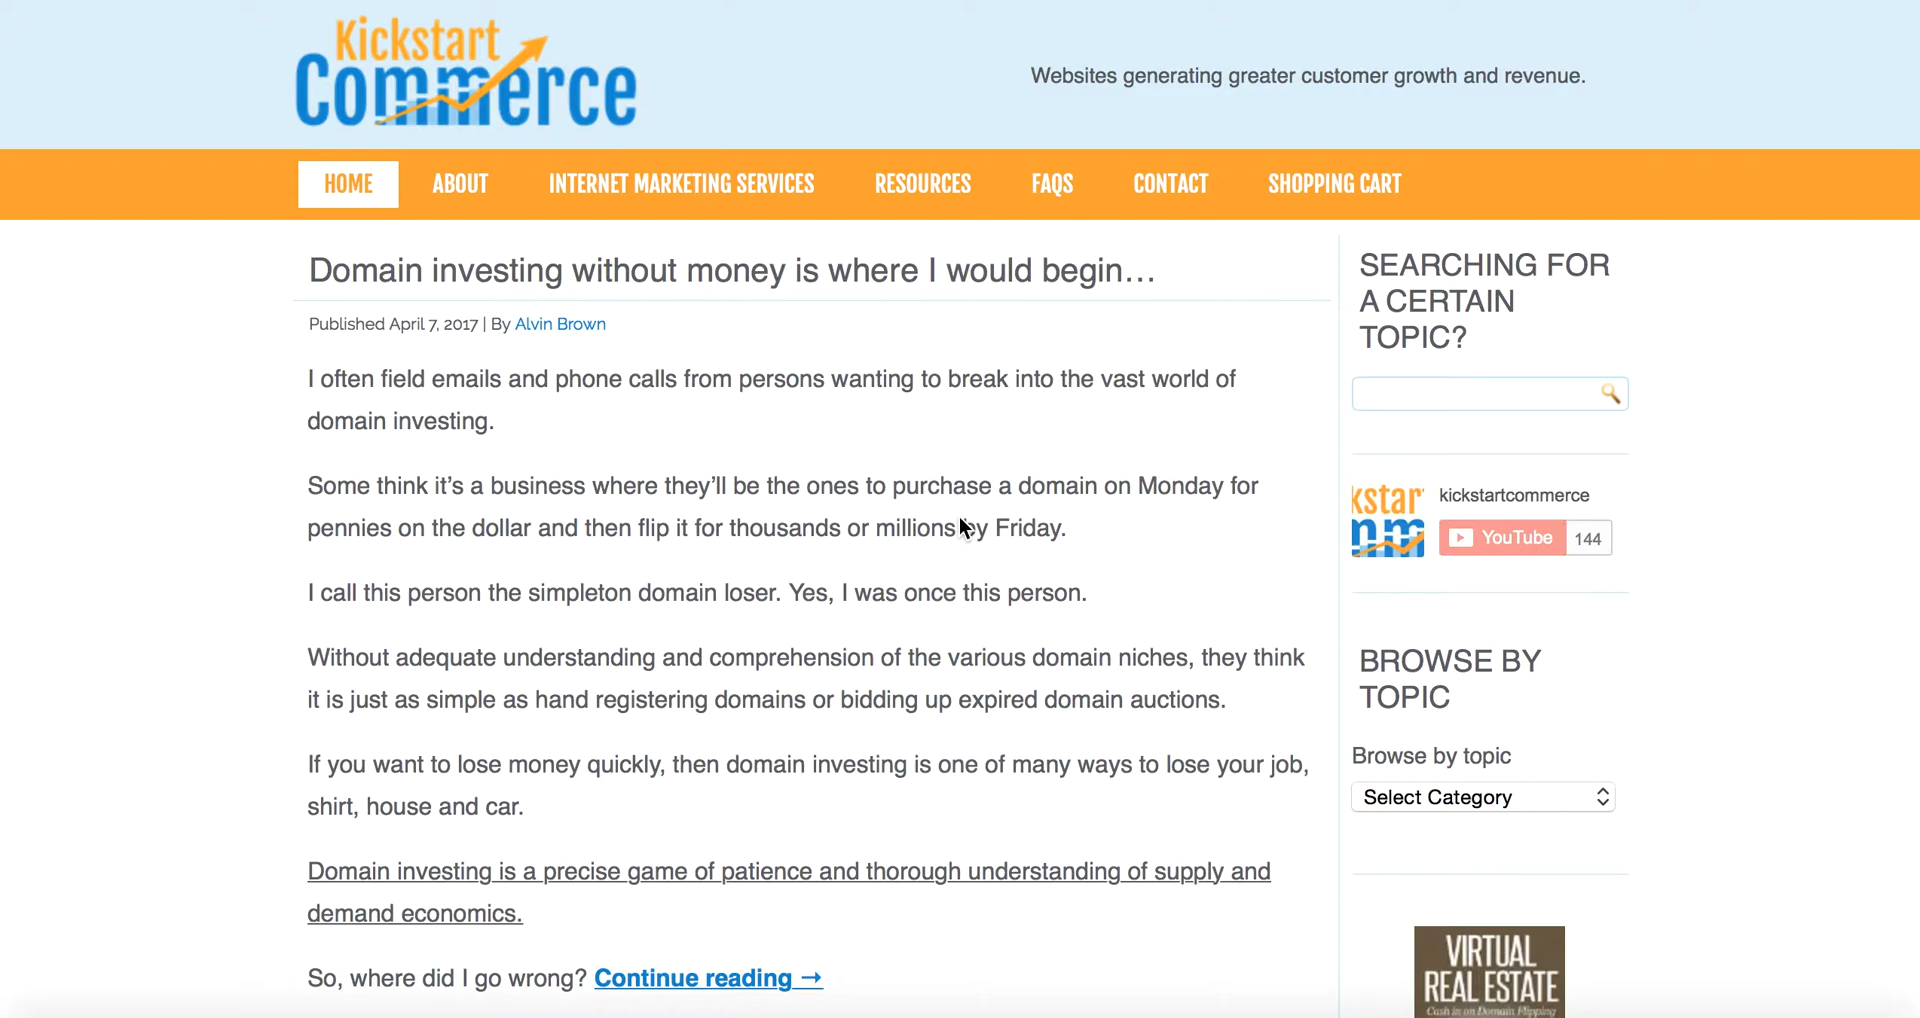 Kickstart
Commerce
Websites generating greater customer growth and revenue.
HOME ABOUT INTERNET MARKETING SERVICES RESOURCES FAQS CONTACT SHOPPING CART
Domain investing without money is where I would begin…
Published April 7, 2017 | By Alvin Brown
I often field emails and phone calls from persons wanting to break into the vast world of
domain investing.
Some think it’s a business where they’ll be the ones to purchase a domain on Monday for
pennies on the dollar and then flip it for thousands or millions by Friday.
I call this person the simpleton domain loser. Yes, I was once this person.
Without adequate understanding and comprehension of the various domain niches, they think
it is just as simple as hand registering domains or bidding up expired domain auctions.
If you want to lose money quickly, then domain investing is one of many ways to lose your job,
shirt, house and car.
Domain investing is a precise game of patience and thorough understanding of supply and
demand economics.
So, where did I go wrong? Continue reading →
SEARCHING FOR
A CERTAIN
TOPIC?
kstar
mm
kickstartcommerce
YouTube 144
BROWSE BY
TOPIC
Browse by topic
Select Category
VIRTUAL
REAL ESTATE
Cash in on Domain Flipping